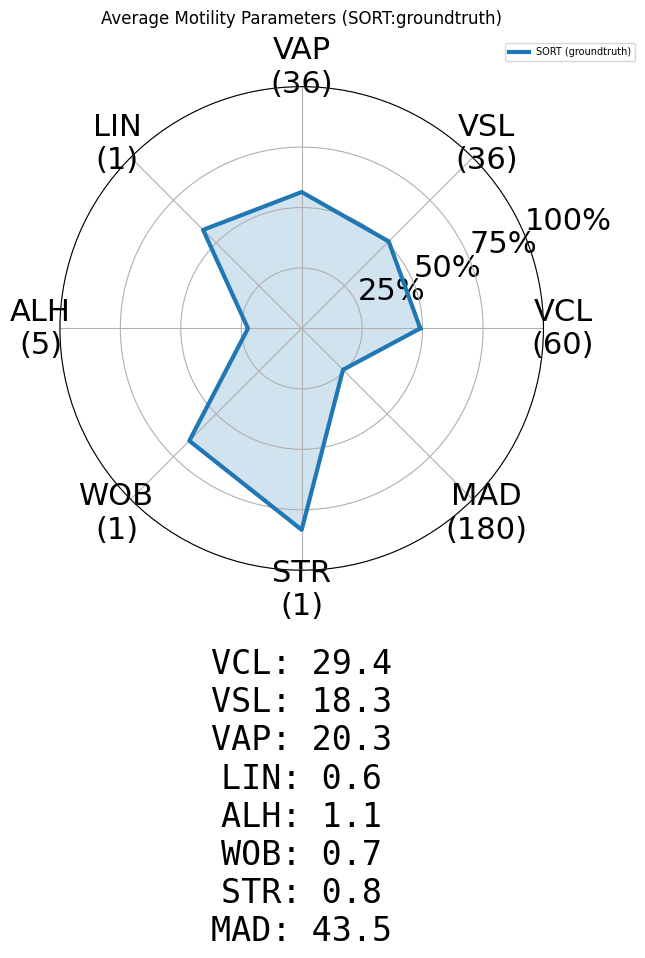 Average Motility Parameters (SORT:groundtruth)
SORT (groundtruth)
VAP
(36)
LIN
(1)
VSL
(36)
100%
75%
50%
25%
ALH
(5)
VCL
(60)
WOB
(1)
MAD
(180)
STR
(1)
VCL: 29.4
VSL: 18.3
VAP: 20.3
LIN: 0.6
ALH: 1.1
WOB: 0.7
STR: 0.8
MAD: 43.5